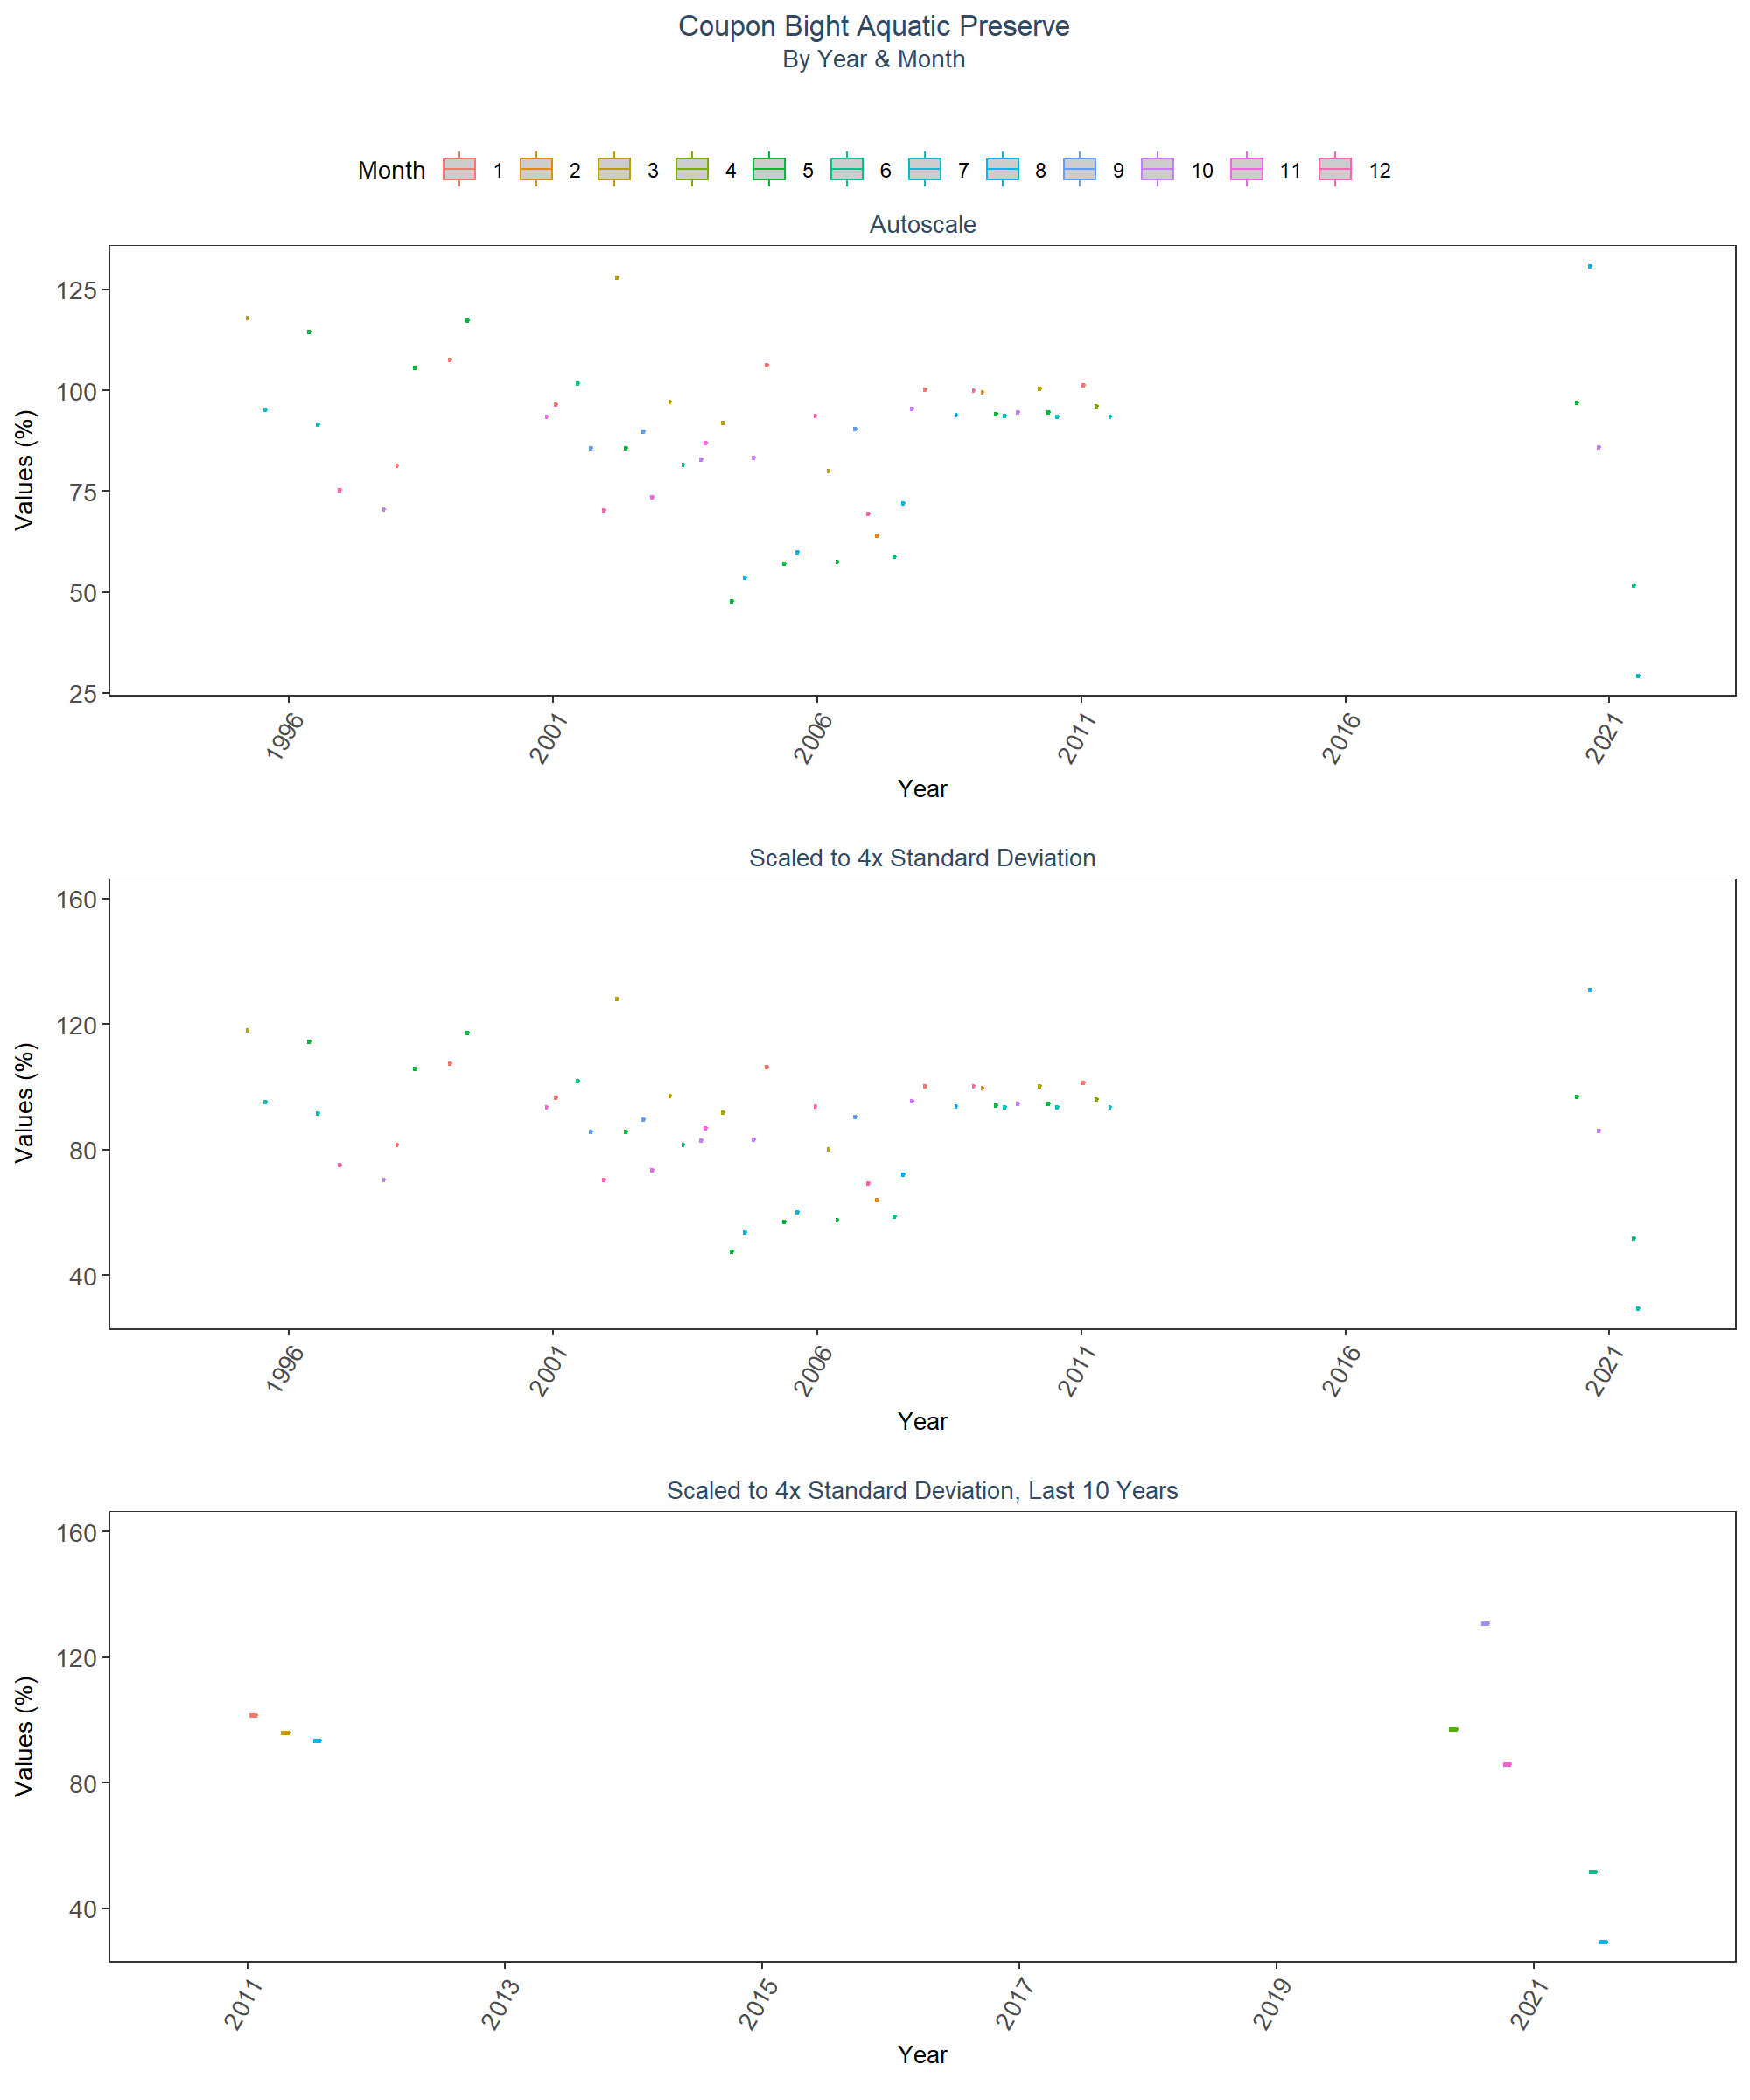 Coupon Bight Aquatic Preserve
By Year & Month
Month 1 2 3 4 5 6 7 8 9 10 11 12
Autoscale
Values (%)
125
100
75
50
25
1996 2001 2006 2011 2016 2021
Year
Scaled to 4x Standard Deviation
Values (%)
160
120
80
40
1996 2001 2006 2011 2016 2021
Year
Scaled to 4x Standard Deviation, Last 10 Years
Values (%)
160
120
80
40
2011 2013 2015 2017 2019 2021
Year